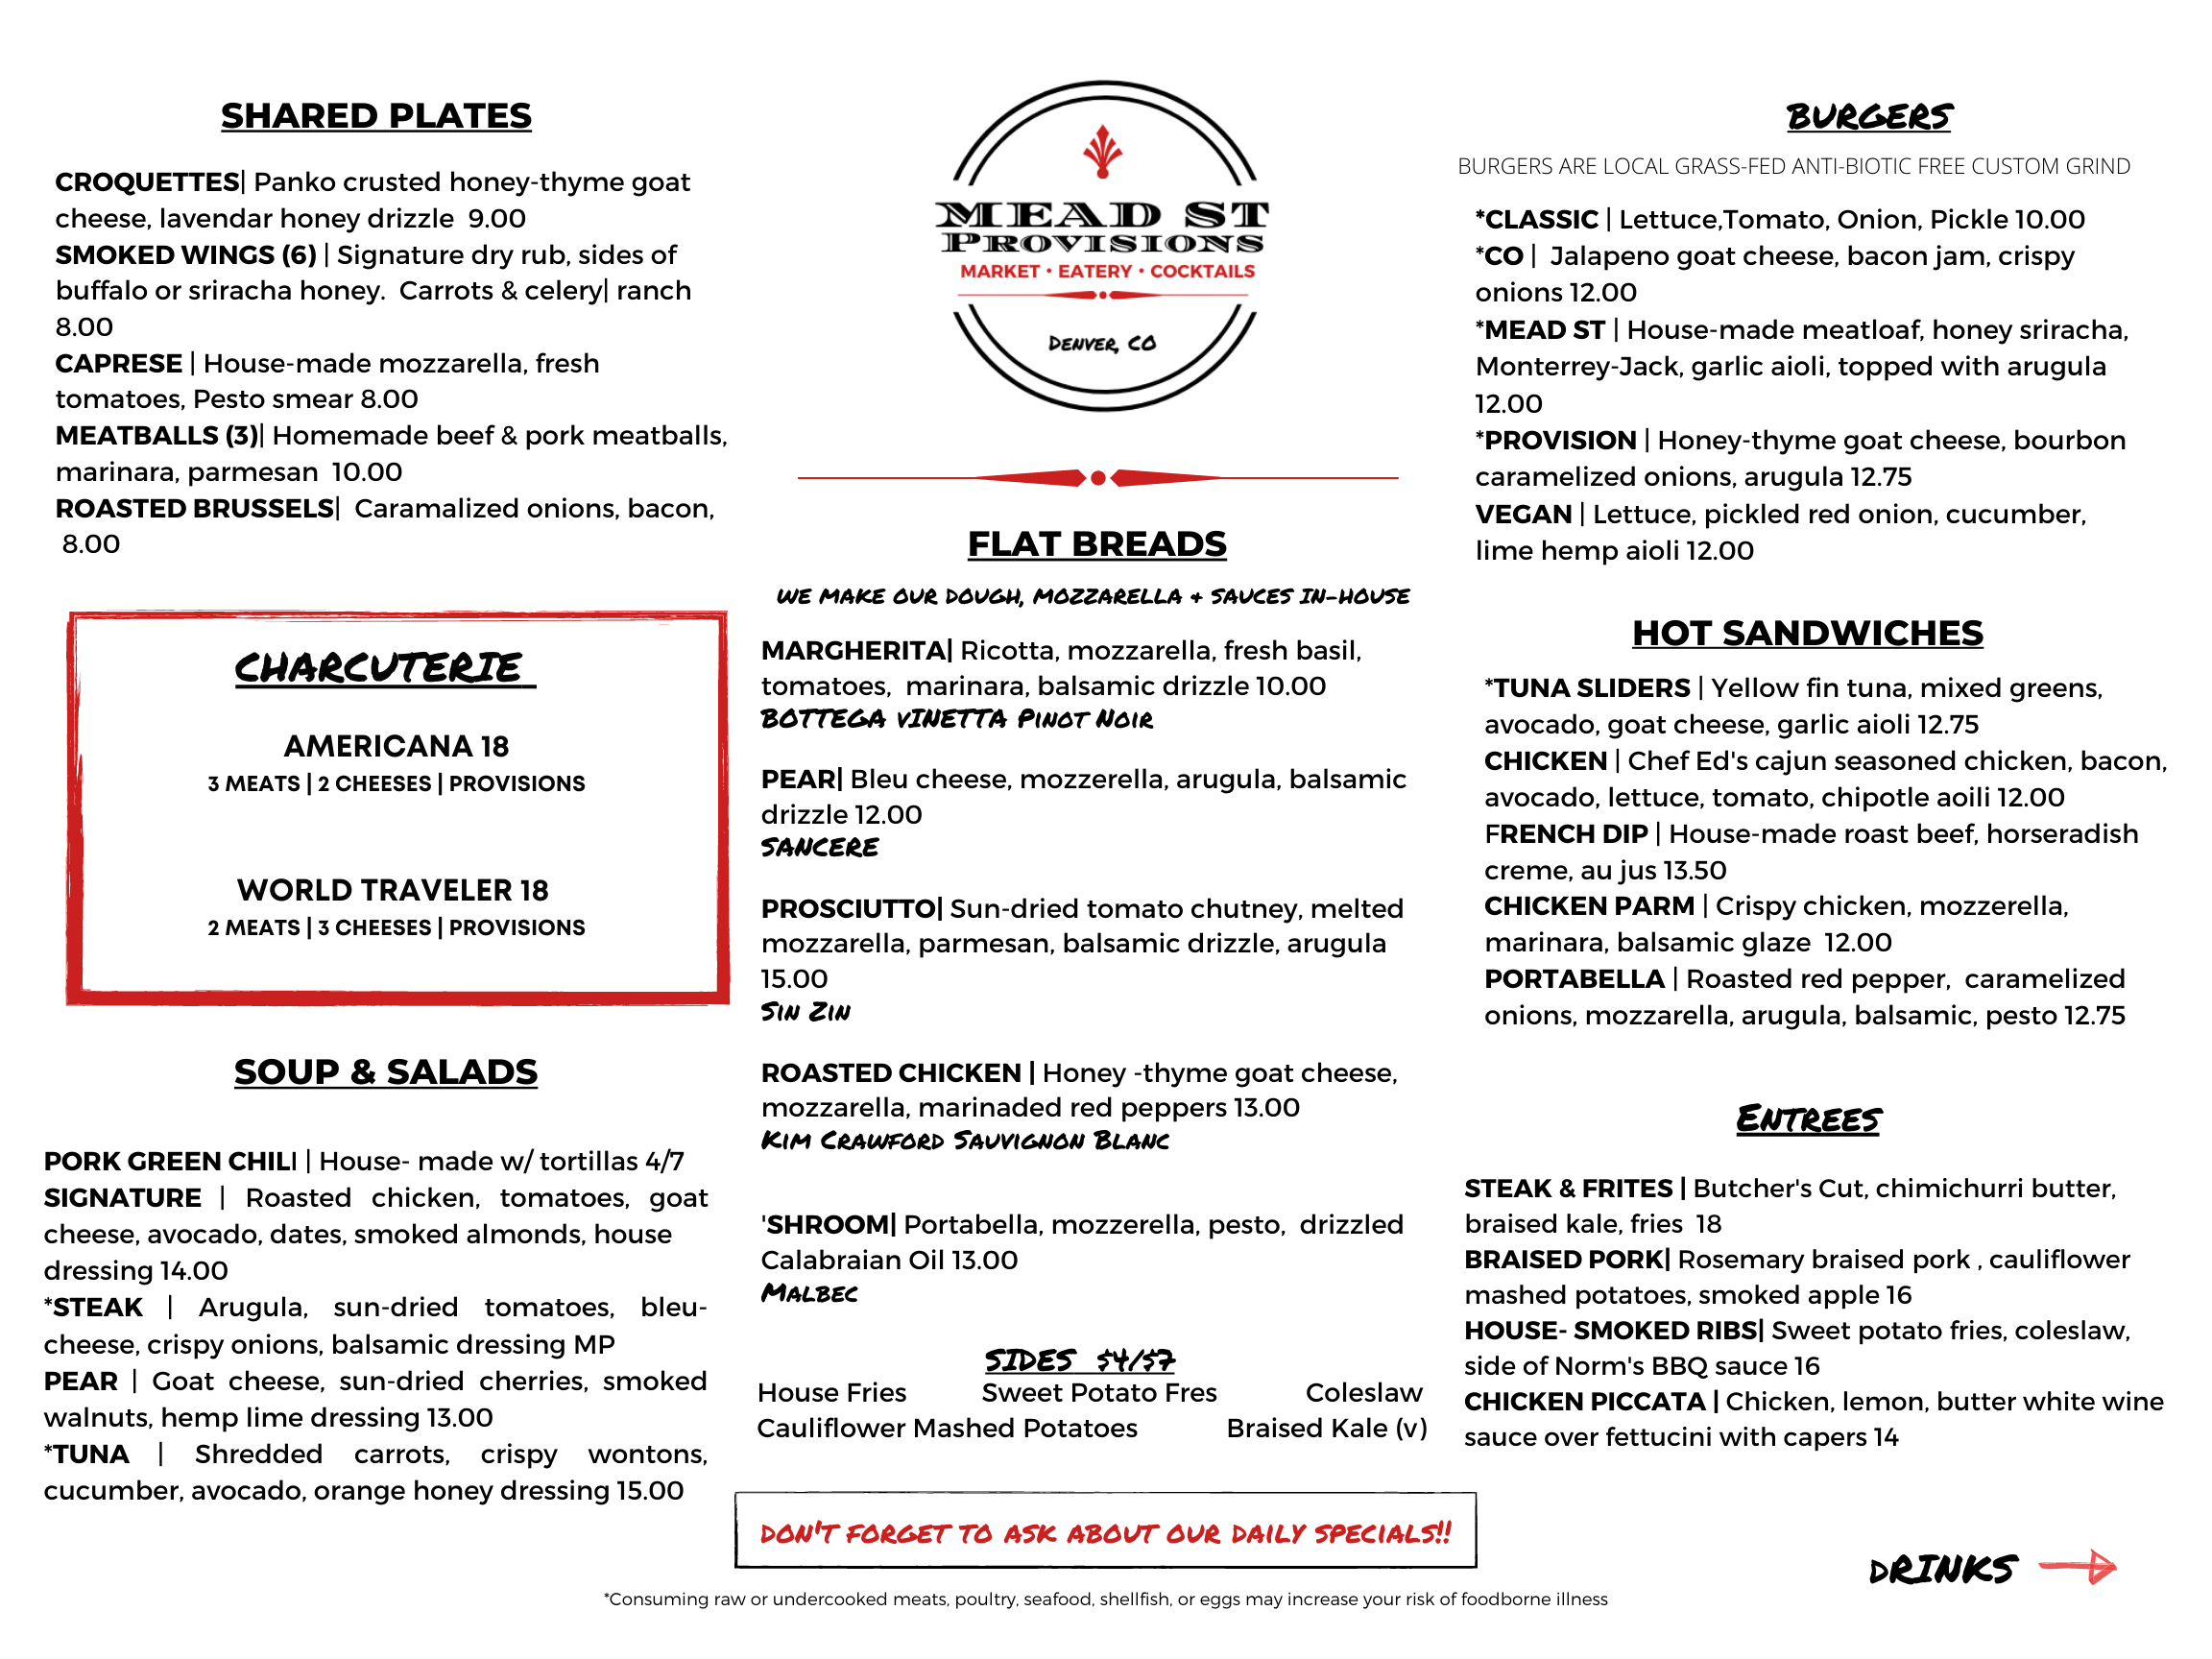 SHARED PLATES
CROQUETTES| Panko crusted honey-thyme goat
cheese, lavendar honey drizzle 9.00
SMOKED WINGS (6) | Signature dry rub, sides of
buffalo or sriracha honey. Carrots & celery| ranch
8.00
CAPRESE | House-made mozzarella, fresh
tomatoes, Pesto smear 8.00
MEATBALLS (3)| Homemade beef & pork meatballs,
marinara, parmesan 10.00
ROASTED BRUSSELS| Caramalized onions, bacon,
8.00
CHARCUTERIE
AMERICANA 18
3 MEATS | 2 CHEESES | PROVISIONS
WORLD TRAVELER 18
2 MEATS | 3 CHEESES | PROVISIONS
SOUP & SALADS
PORK GREEN CHILI | House- made w/ tortillas 4/7
SIGNATURE | Roasted chicken, tomatoes, goat
cheese, avocado, dates, smoked almonds, house
dressing 14.00
*STEAK | Arugula, sun-dried tomatoes, bleu-
cheese, crispy onions, balsamic dressing MP
PEAR | Goat cheese, sun-dried cherries, smoked
walnuts, hemp lime dressing 13.00
*TUNA | Shredded carrots, crispy wontons,
cucumber, avocado, orange honey dressing 15.00
MEAD ST
PROVISIONS
MARKET • EATERY • COCKTAILS
DENVER, CO
FLAT BREADS
WE MAKE OUR DOUGH, MOZZARELLA + SAUCES IN-HOUSE
MARGHERITA| Ricotta, mozzarella, fresh basil,
tomatoes, marinara, balsamic drizzle 10.00
BOTTEGA VINETTA PINOT NOIR
PEAR| Bleu cheese, mozzerella, arugula, balsamic
drizzle 12.00
SANCERE
PROSCIUTTO| Sun-dried tomato chutney, melted
mozzarella, parmesan, balsamic drizzle, arugula
15.00
SIN ZIN
ROASTED CHICKEN | Honey -thyme goat cheese,
mozzarella, marinaded red peppers 13.00
KIM CRAWFORD SAUVIGNON BLANC
'SHROOM| Portabella, mozzerella, pesto, drizzled
Calabraian Oil 13.00
MALBEC
SIDES $4/$7
House Fries Sweet Potato Fres Coleslaw
Cauliflower Mashed Potatoes Braised Kale (v)
DON'T FORGET TO ASK ABOUT OUR DAILY SPECIALS!!
BURGERS
BURGERS ARE LOCAL GRASS-FED ANTI-BIOTIC FREE CUSTOM GRIND
*CLASSIC | Lettuce,Tomato, Onion, Pickle 10.00
*CO | Jalapeno goat cheese, bacon jam, crispy
onions 12.00
*MEAD ST | House-made meatloaf, honey sriracha,
Monterrey-Jack, garlic aioli, topped with arugula
12.00
*PROVISION | Honey-thyme goat cheese, bourbon
caramelized onions, arugula 12.75
VEGAN | Lettuce, pickled red onion, cucumber,
lime hemp aioli 12.00
HOT SANDWICHES
*TUNA SLIDERS | Yellow fin tuna, mixed greens,
avocado, goat cheese, garlic aioli 12.75
CHICKEN | Chef Ed's cajun seasoned chicken, bacon,
avocado, lettuce, tomato, chipotle aoili 12.00
FRENCH DIP | House-made roast beef, horseradish
creme, au jus 13.50
CHICKEN PARM | Crispy chicken, mozzerella,
marinara, balsamic glaze 12.00
PORTABELLA | Roasted red pepper, caramelized
onions, mozzarella, arugula, balsamic, pesto 12.75
ENTREES
STEAK & FRITES | Butcher's Cut, chimichurri butter,
braised kale, fries 18
BRAISED PORK| Rosemary braised pork , cauliflower
mashed potatoes, smoked apple 16
HOUSE- SMOKED RIBS| Sweet potato fries, coleslaw,
side of Norm's BBQ sauce 16
CHICKEN PICCATA | Chicken, lemon, butter white wine
sauce over fettucini with capers 14
DRINKS
*Consuming raw or undercooked meats, poultry, seafood, shellfish, or eggs may increase your risk of foodborne illness